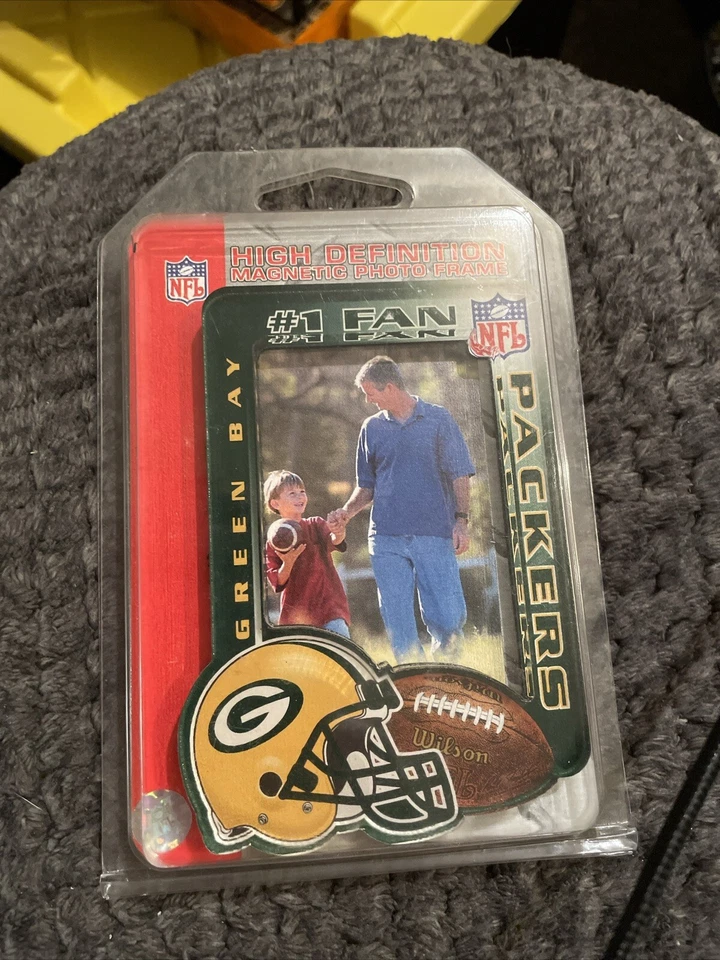 HIGH DEFINITION
MAGNETIC PHOTO FRAME
NFL
#1 FAN
NFL
GREEN BAY
PACKERS
G
Wilson